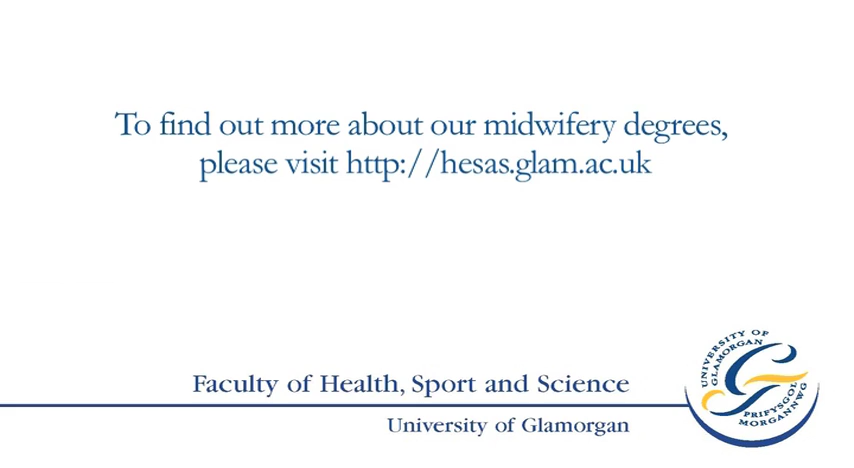 To find out more about our midwifery degrees,
please visit http://hesas.glam.ac.uk
Faculty of Health, Sport and Science
University of Glamorgan
UNIVERSITY OF
GLAMORGAN
PRIFYSGOL
MORGANNWG